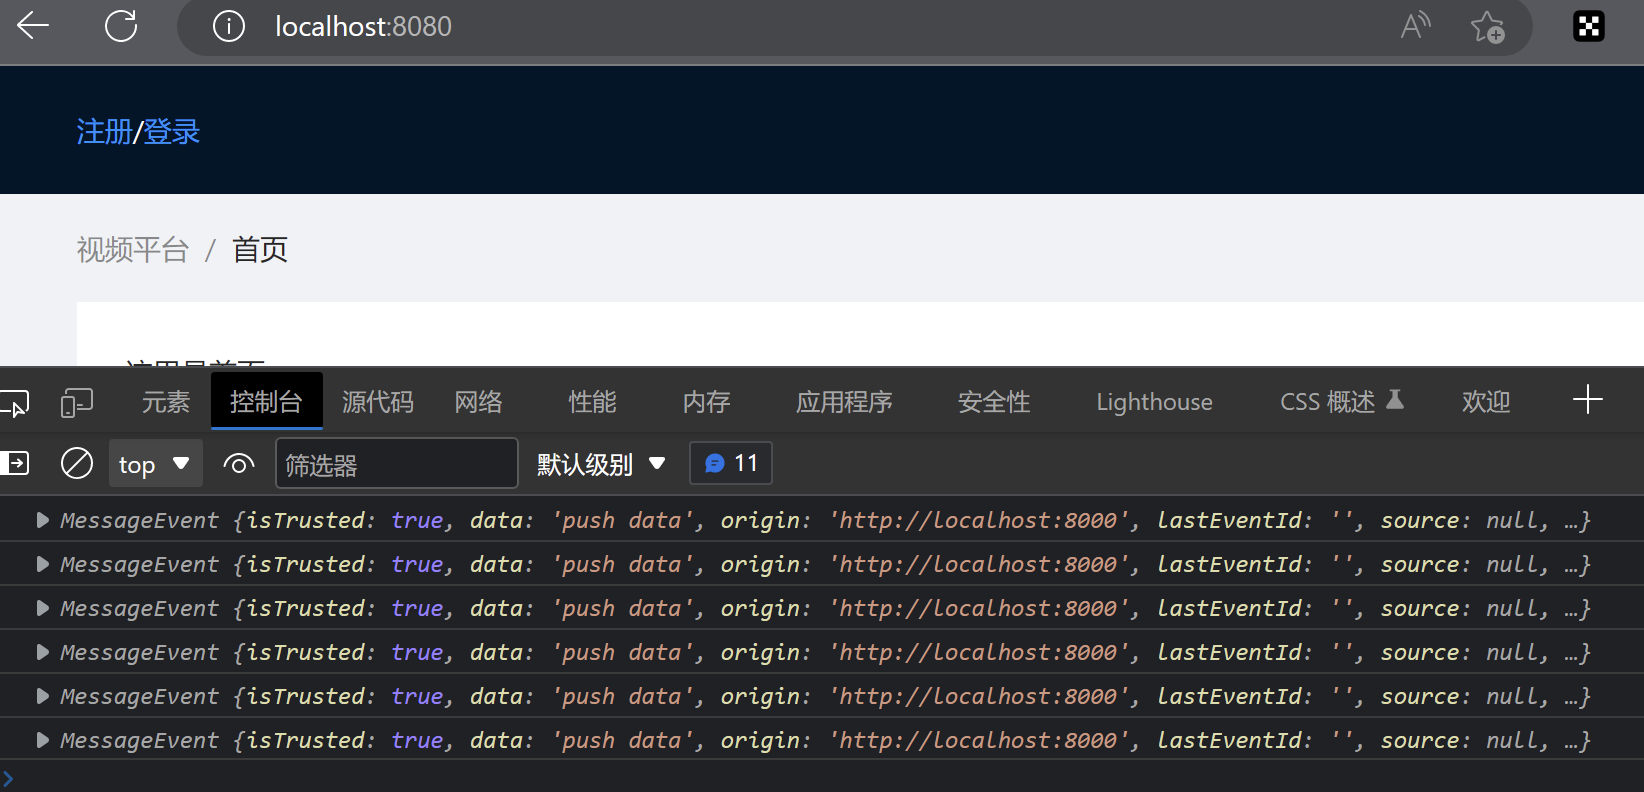 localhost:8080
注册/登录
视频平台 / 首页
这里是首页
元素 控制台 源代码 网络 性能 内存 应用程序 安全性 Lighthouse CSS 概述 欢迎
top 筛选器 默认级别 11
MessageEvent {isTrusted: true, data: 'push data', origin: 'http://localhost:8000', lastEventId: '', source: null, …}
MessageEvent {isTrusted: true, data: 'push data', origin: 'http://localhost:8000', lastEventId: '', source: null, …}
MessageEvent {isTrusted: true, data: 'push data', origin: 'http://localhost:8000', lastEventId: '', source: null, …}
MessageEvent {isTrusted: true, data: 'push data', origin: 'http://localhost:8000', lastEventId: '', source: null, …}
MessageEvent {isTrusted: true, data: 'push data', origin: 'http://localhost:8000', lastEventId: '', source: null, …}
MessageEvent {isTrusted: true, data: 'push data', origin: 'http://localhost:8000', lastEventId: '', source: null, …}